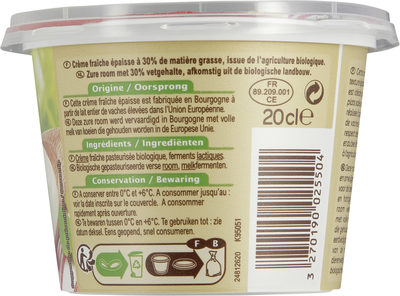 Crème fraîche épaisse à 30% de matière grasse, issue de l'agriculture biologique.
Zure room met 30% vetgehalte, afkomstig uit de biologische landbouw.
Origine / Oorsprong
Cette crème fraîche épaisse est fabriquée en Bourgogne à
partir de lait entier de vaches élevées dans l'Union Européenne.
Deze zure room werd vervaardigd in Bourgogne met volle
melk van koeien die gehouden worden in de Europese Unie.
Ingrédients / Ingrediënten
Crème fraîche pasteurisée biologique, ferments lactiques.
Biologische gepasteuriseerde verse room, melkfermenten.
Conservation / Bewaring
A conserver entre 0°C et +6°C. A consommer jusqu'au :
voir la date inscrite sur le couvercle. A consommer
rapidement après ouverture.
Te bewaren tussen 0°C en +6°C. Te gebruiken tot : zie
datum deksel. Eens geopend, snel consumeren.
F
B
FR
89.209.001
CE
20cl e
K35051
24812620
3 270190 025504